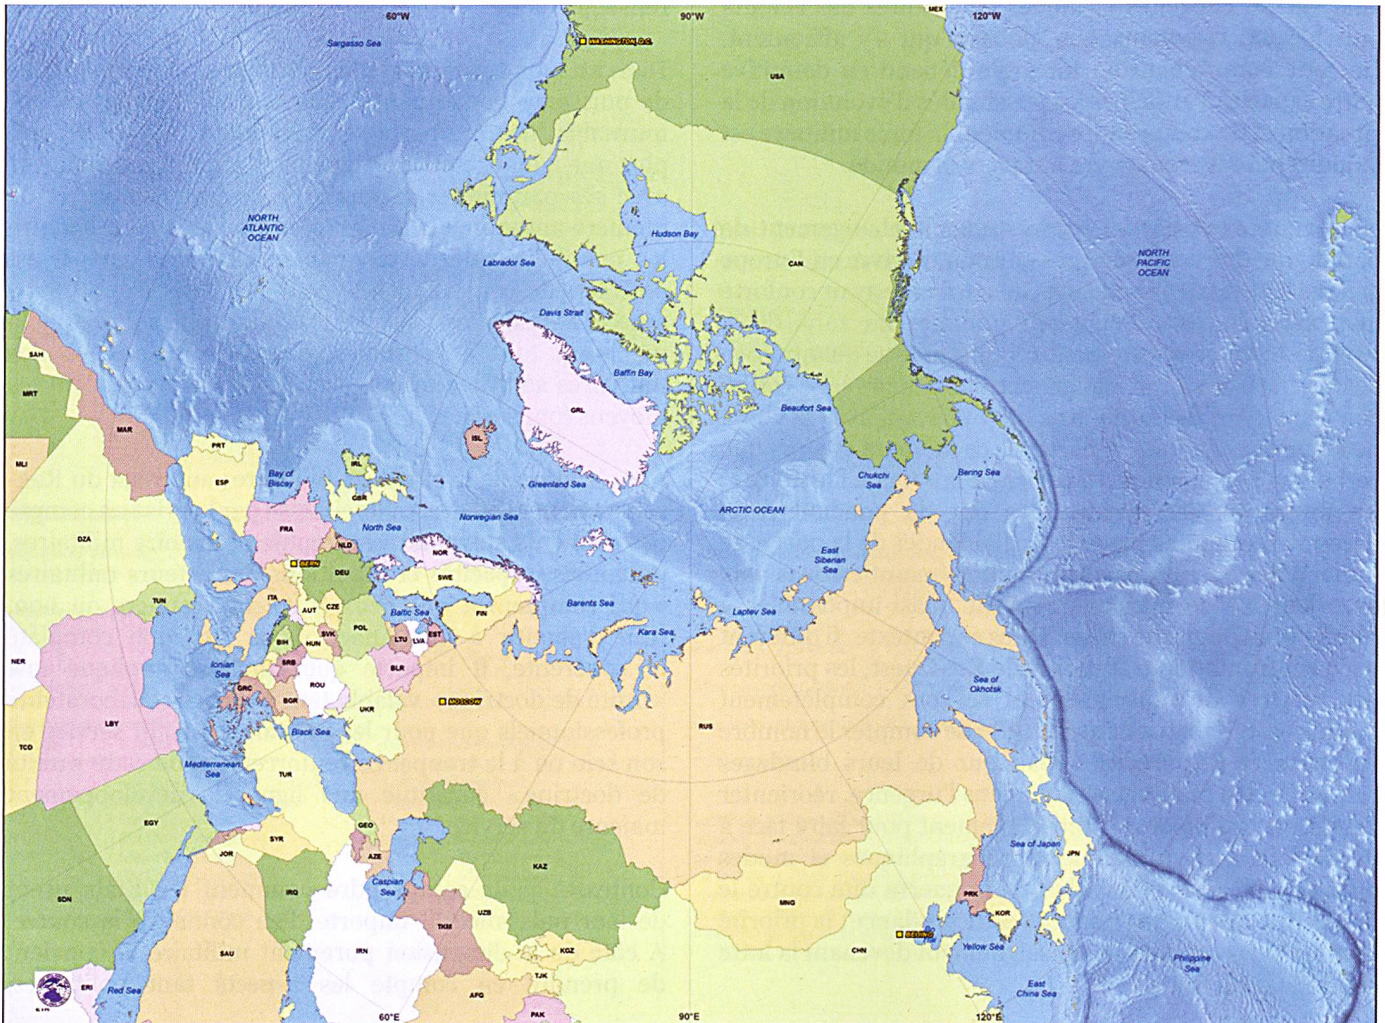 60°W
90°W
MEX
120°W
Sargasso Sea
WASHINGTON, D.C.
USA
NORTH
ATLANTIC
OCEAN
Hudson Bay
Labrador Sea
CAN
NORTH
PACIFIC
OCEAN
Davis Strait
SAH
Baffin Bay
MRT
GRL
Beaufort Sea
MAR
ISL
PRT
MLI
IRL
Bay of
Biscay
ESP
Greenland Sea
Chukchi
Sea
Bering Sea
GBR
ARCTIC OCEAN
Norwegian Sea
North Sea
FRA
DZA
NLD
NOR
East
Siberian
Sea
BERN
DEU
SWE
ITA
TUN
AUT
CZE
Baltic Sea
FIN
Barents Sea
Laptev Sea
POL
SVK
Kara Sea
BIH
HUN
LTU
LVA
EST
NER
SRB
BLR
Ionian
Sea
ROU
Sea of
Okhotsk
GRC
BGR
MOSCOW
UKR
LBY
RUS
Black Sea
TCD
Mediterranean
Sea
TUR
EGY
GEO
SYR
Sea of Japan
JPN
JOR
AZE
KAZ
Caspian
Sea
IRQ
SDN
PRK
MNG
UZB
KOR
TKM
BEIJING
SAU
IRN
KGZ
CHN
Yellow Sea
Philippine
Sea
TJK
ERI
Red Sea
AFG
East
China Sea
PAK
60°E
90°E
120°E